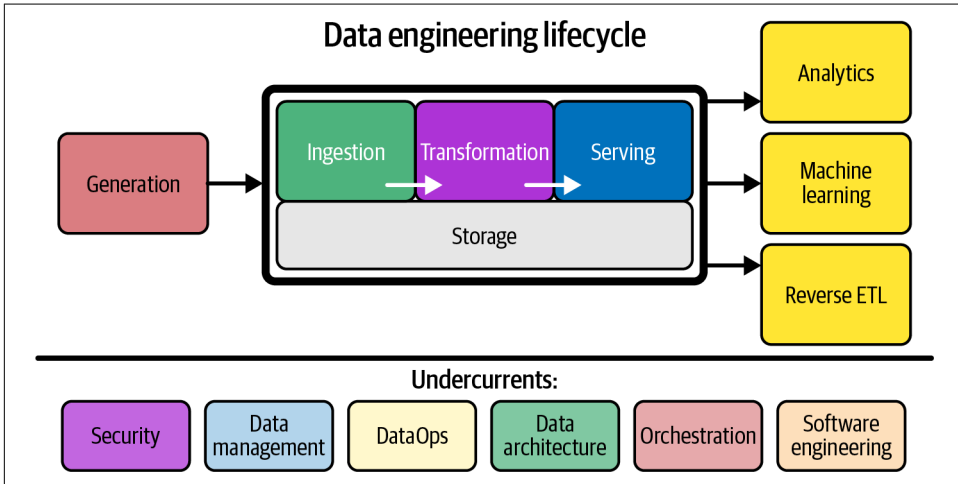 Data engineering lifecycle
Generation
Ingestion
Transformation
Serving
Storage
Analytics
Machine
learning
Reverse ETL
Undercurrents:
Security
Data
management
DataOps
Data
architecture
Orchestration
Software
engineering